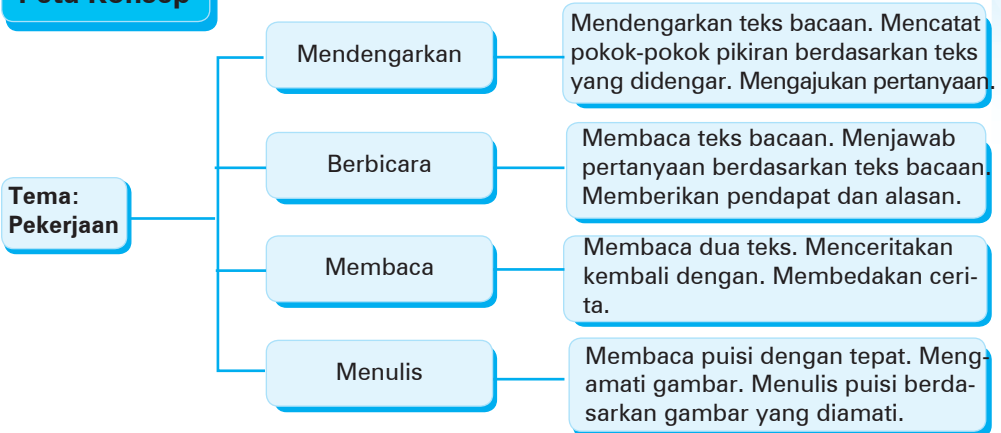 Peta Konsep
Mendengarkan
Mendengarkan teks bacaan. Mencatat
pokok-pokok pikiran berdasarkan teks
yang didengar. Mengajukan pertanyaan.
Berbicara
Membaca teks bacaan. Menjawab
pertanyaan berdasarkan teks bacaan.
Memberikan pendapat dan alasan.
Tema:
Pekerjaan
Membaca
Membaca dua teks. Menceritakan
kembali dengan. Membedakan ceri-
ta.
Menulis
Membaca puisi dengan tepat. Meng-
amati gambar. Menulis puisi berda-
sarkan gambar yang diamati.